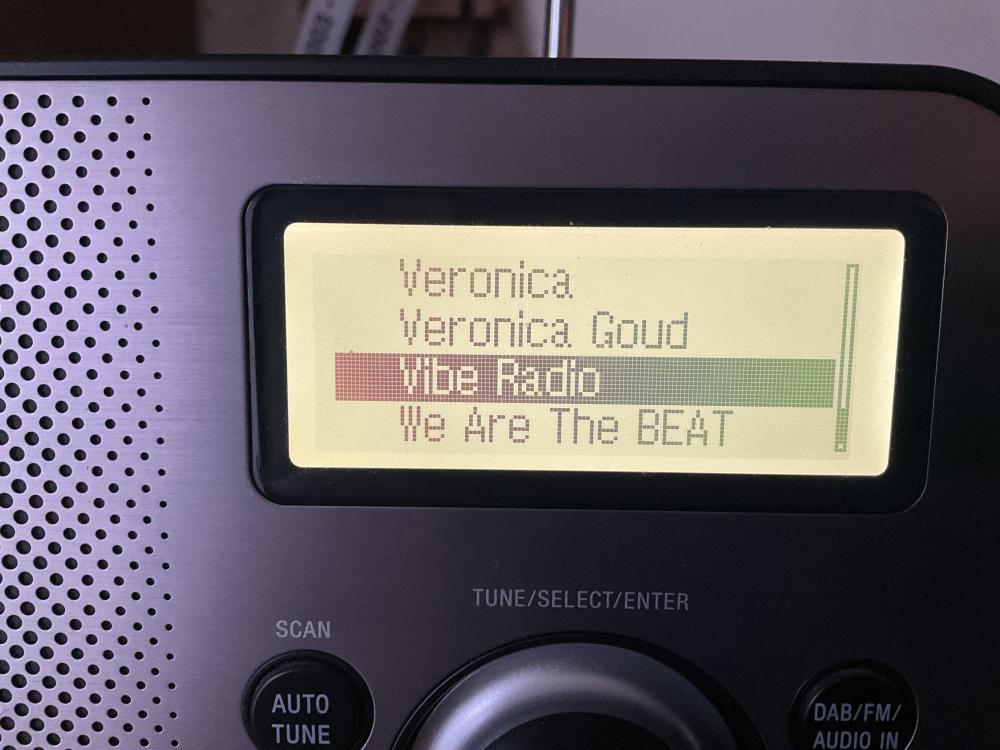 Veronica
Veronica Goud
Vibe Radio
We Are The BEAT
TUNE/SELECT/ENTER
SCAN
AUTO
TUNE
DAB/FM/
AUDIO IN